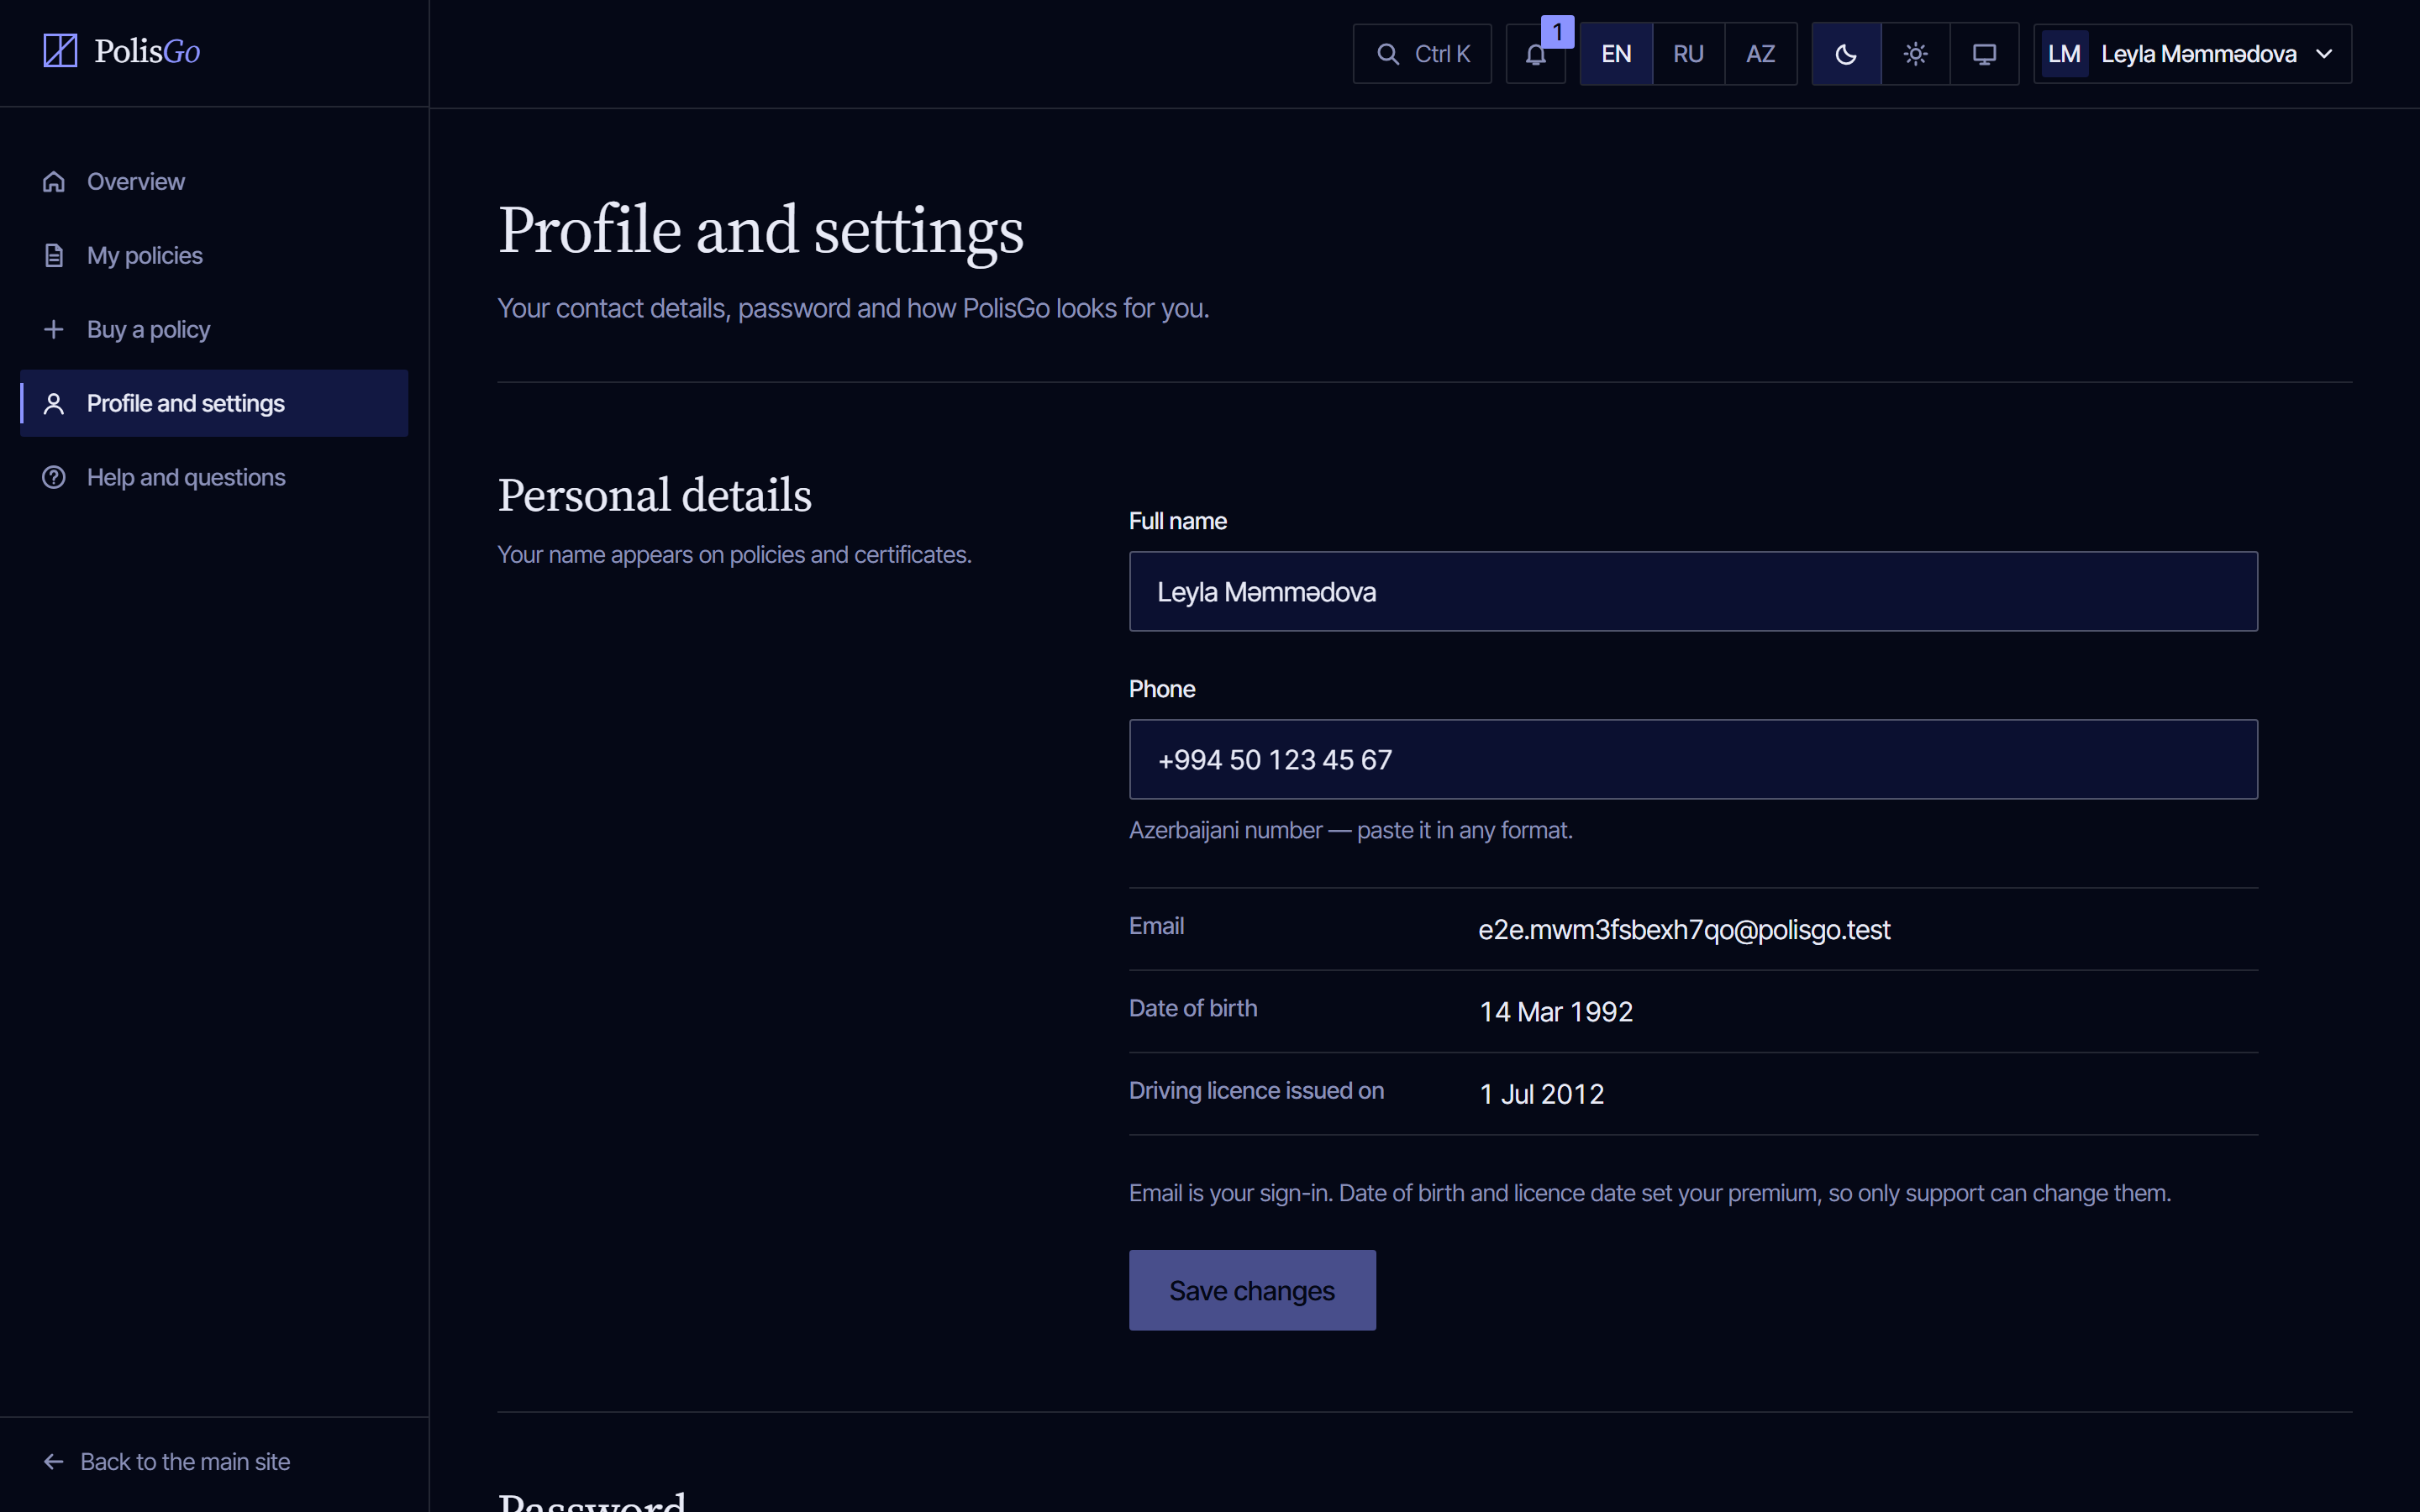 PolisGo
Ctrl K
1
EN
RU
AZ
LM
Leyla Məmmədova
Overview
My policies
Buy a policy
Profile and settings
Help and questions
Back to the main site
Profile and settings
Your contact details, password and how PolisGo looks for you.
Personal details
Your name appears on policies and certificates.
Full name
Leyla Məmmədova
Phone
+994 50 123 45 67
Azerbaijani number — paste it in any format.
Email
e2e.mwm3fsbexh7qo@polisgo.test
Date of birth
14 Mar 1992
Driving licence issued on
1 Jul 2012
Email is your sign-in. Date of birth and licence date set your premium, so only support can change them.
Save changes
Password